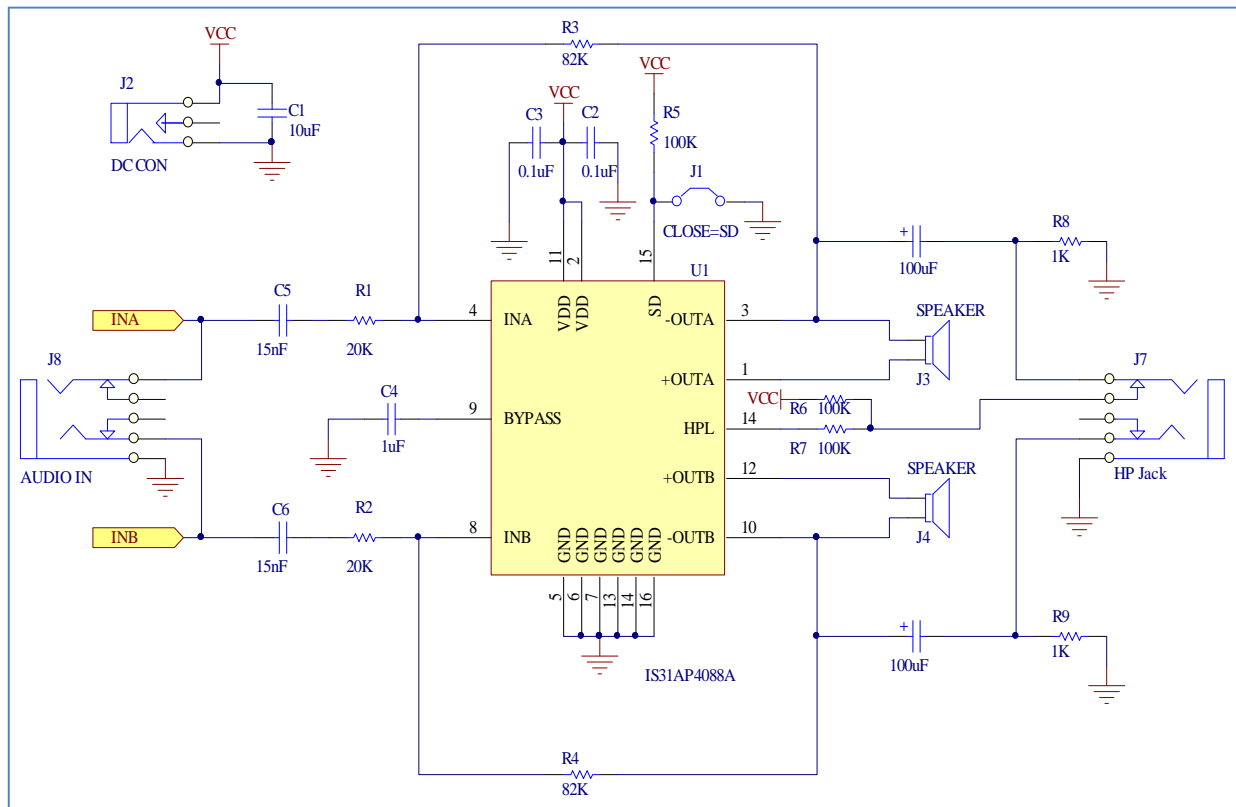 R3
82K
VCC
J2
C1
10uF
DC CON
VCC
C3
C2
0.1uF
0.1uF
VCC
R5
100K
J1
CLOSE=SD
11
2
15
U1
100uF
R8
1K
INA
C5
R1
15nF
20K
4
INA
VDD
VDD
SD
-OUTA
3
SPEAKER
J3
+OUTA
1
J8
AUDIO IN
C4
1uF
9
BYPASS
VCC
R6
100K
HPL
14
R7
100K
J7
HP Jack
+OUTB
12
SPEAKER
J4
INB
C6
R2
15nF
20K
8
INB
GND
GND
GND
GND
GND
GND
-OUTB
10
5
6
7
13
14
16
IS31AP4088A
100uF
R9
1K
R4
82K